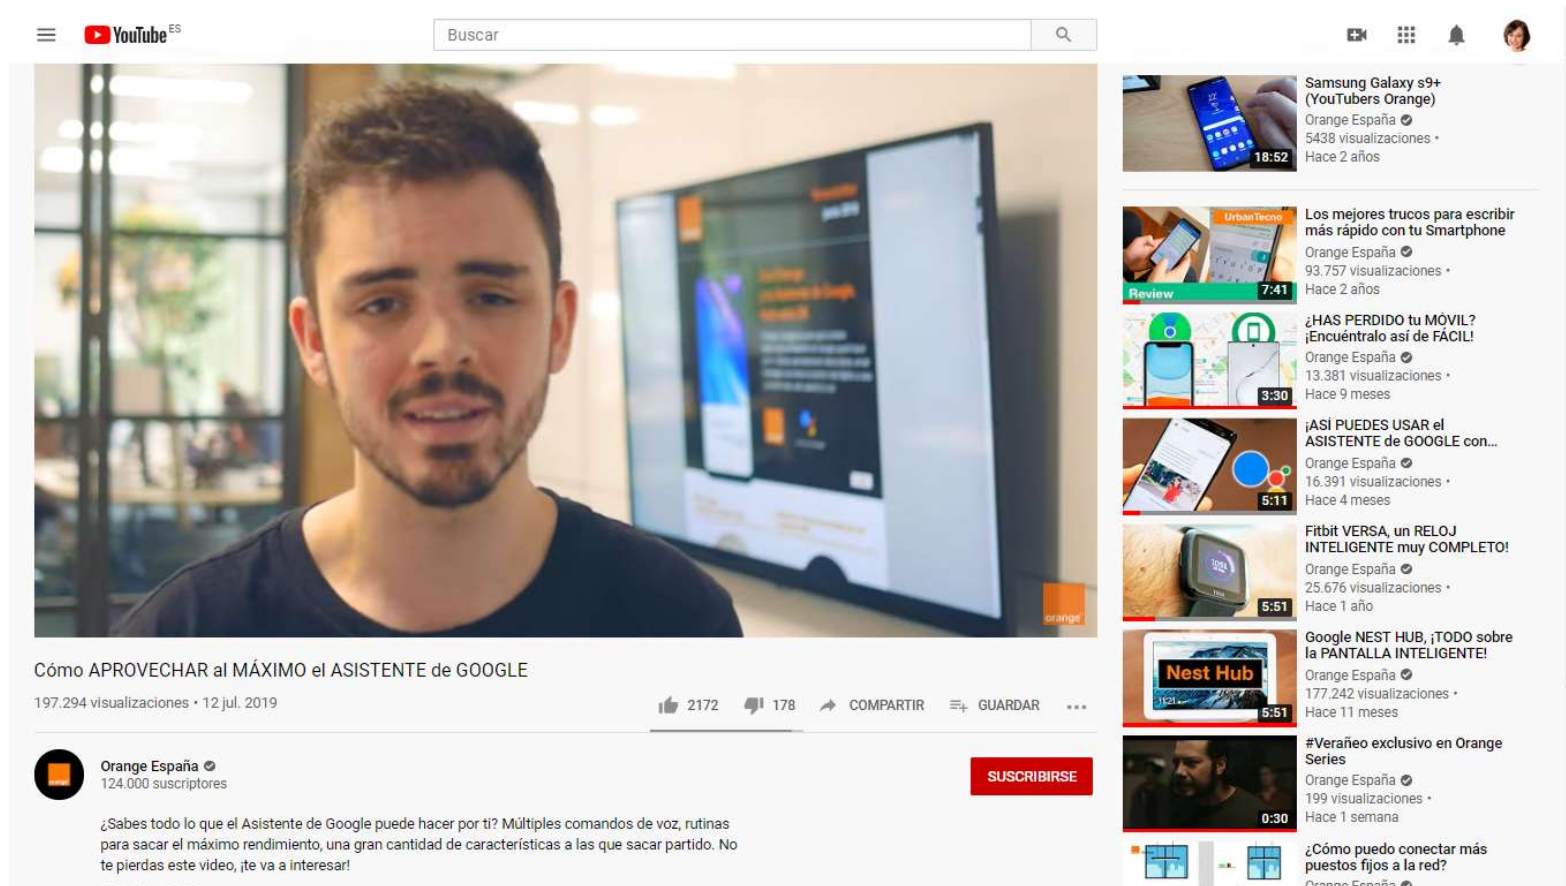 YouTube ES
Buscar
orange
Cómo APROVECHAR al MÁXIMO el ASISTENTE de GOOGLE
197.294 visualizaciones • 12 jul. 2019
2172
178
COMPARTIR
GUARDAR
Orange España
124.000 suscriptores
SUSCRIBIRSE
¿Sabes todo lo que el Asistente de Google puede hacer por ti? Múltiples comandos de voz, rutinas
para sacar el máximo rendimiento, una gran cantidad de características a las que sacar partido. No
te pierdas este video, ¡te va a interesar!
Samsung Galaxy s9+
(YouTubers Orange)
Orange España
5438 visualizaciones •
Hace 2 años
18:52
UrbanTecno
Review
7:41
Los mejores trucos para escribir
más rápido con tu Smartphone
Orange España
93.757 visualizaciones •
Hace 2 años
3:30
¿HAS PERDIDO tu MÓVIL?
¡Encuéntralo así de FÁCIL!
Orange España
13.381 visualizaciones •
Hace 9 meses
5:11
¡ASÍ PUEDES USAR el
ASISTENTE de GOOGLE con...
Orange España
16.391 visualizaciones •
Hace 4 meses
5:51
Fitbit VERSA, un RELOJ
INTELIGENTE muy COMPLETO!
Orange España
25.676 visualizaciones •
Hace 1 año
Nest Hub
11:21
5:51
Google NEST HUB, ¡TODO sobre
la PANTALLA INTELIGENTE!
Orange España
177.242 visualizaciones •
Hace 11 meses
0:30
#Verañeo exclusivo en Orange
Series
Orange España
199 visualizaciones •
Hace 1 semana
¿Cómo puedo conectar más
puestos fijos a la red?
Orange España